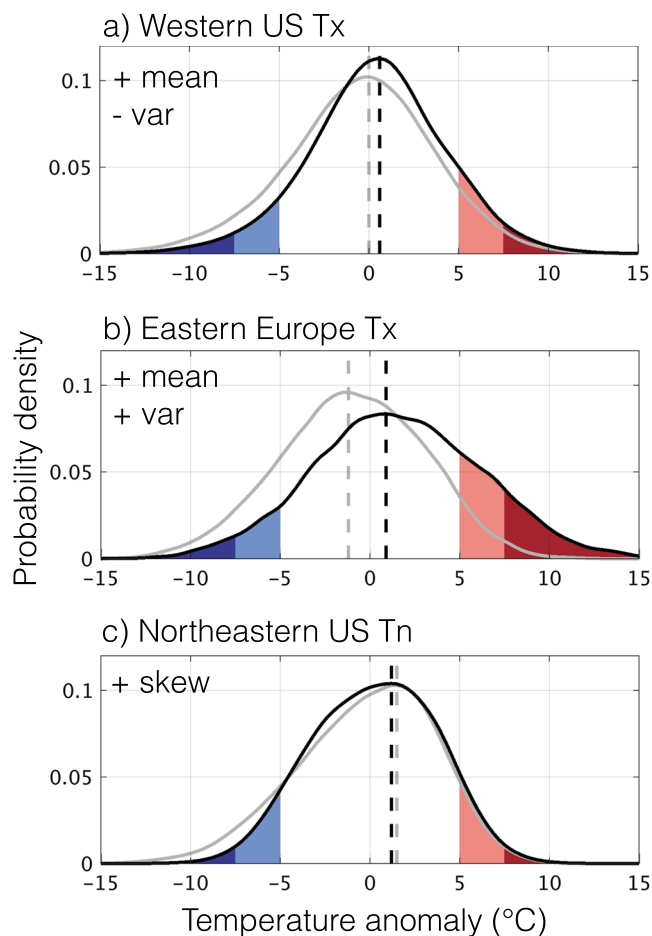 a) Western US Tx
+ mean
- var
0.1
0.05
0
−15 −10 −5 0 5 10 15
b) Eastern Europe Tx
+ mean
+ var
0.1
0.05
0
−15 −10 −5 0 5 10 15
Probability density
c) Northeastern US Tn
+ skew
0.1
0.05
0
−15 −10 −5 0 5 10 15
Temperature anomaly (°C)